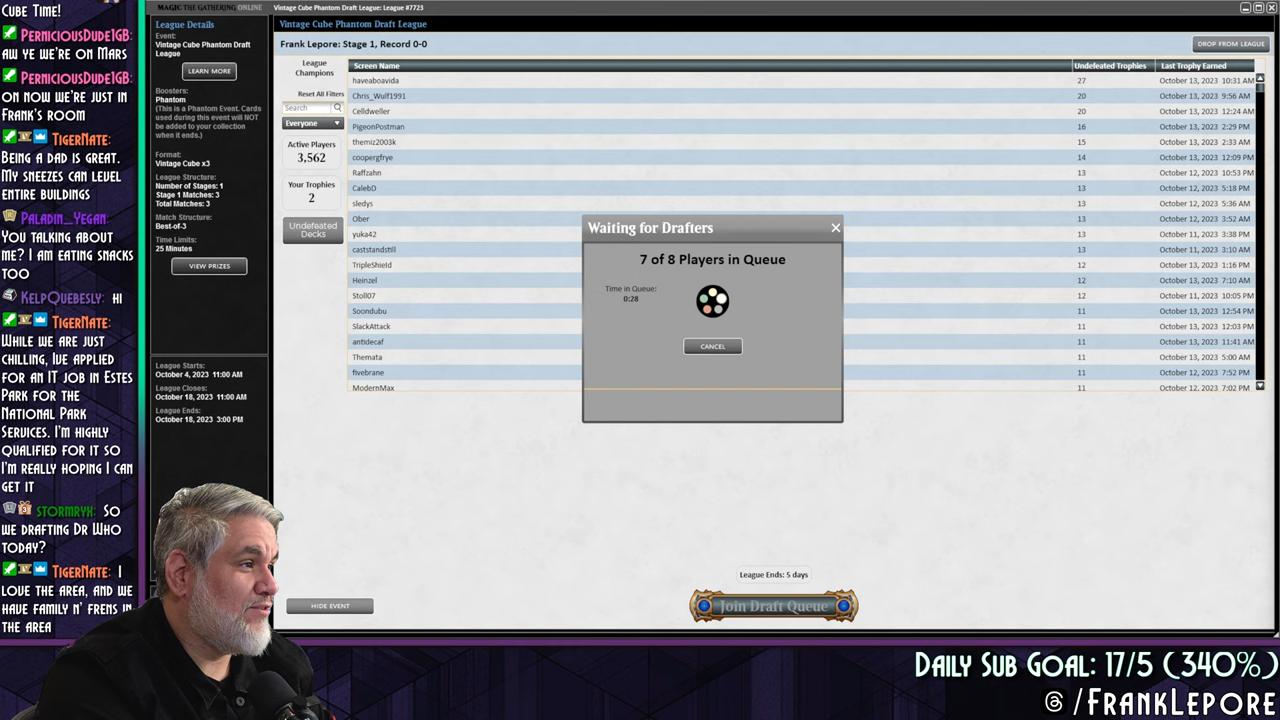 Cube Time!
PerniciousDude1GB:
aw ye we're on Mars
PerniciousDude1GB:
on now we're just in
Frank's room
TigerNate:
Being a dad is great.
My sneezes can level
entire buildings
Paladin_Yegan:
You talking about
me? I am eating snacks
too
KelpQuebesly: hi
TigerNate:
While we are just
chilling, Ive applied
for an IT job in Estes
Park for the
National Park
Services. I'm highly
qualified for it so
I'm really hoping I can
get it
stormryx: So
we drafting Dr Who
today?
TigerNate: I
love the area, and we
have family n' frens in
the area
MAGIC THE GATHERING ONLINE
Vintage Cube Phantom Draft League: League #7723
League Details
Event:
Vintage Cube Phantom Draft
League
LEARN MORE
Boosters:
Phantom
(This is a Phantom Event. Cards
used during this event will NOT
be added to your collection
when it ends.)
Format:
Vintage Cube x3
League Structure:
Number of Stages: 1
Stage 1 Matches: 3
Total Matches: 3
Match Structure:
Best-of-3
Time Limits:
25 Minutes
VIEW PRIZES
League Starts:
October 4, 2023 11:00 AM
League Closes:
October 18, 2023 11:00 AM
League Ends:
October 18, 2023 3:00 PM
Vintage Cube Phantom Draft League
Frank Lepore: Stage 1, Record 0-0
DROP FROM LEAGUE
League
Champions
Reset All Filters
Search
Everyone
Active Players
3,562
Your Trophies
2
Undefeated
Decks
Screen Name Undefeated Trophies Last Trophy Earned
haveaboavida 27 October 13, 2023 10:31 AM
Chris_Wulf1991 20 October 13, 2023 9:56 AM
Celldweller 20 October 13, 2023 12:24 AM
PigeonPostman 16 October 13, 2023 2:29 PM
themiz2003k 15 October 13, 2023 2:33 AM
coopergfrye 14 October 13, 2023 12:09 PM
Raffzahn 13 October 12, 2023 10:53 PM
CalebD 13 October 12, 2023 5:18 PM
sledys 13 October 12, 2023 5:36 AM
Ober 13 October 12, 2023 3:52 AM
yuka42 13 October 11, 2023 3:38 PM
caststandstill 13 October 11, 2023 3:10 AM
TripleShield 12 October 13, 2023 1:16 PM
Heinzel 12 October 13, 2023 7:10 AM
Stoll07 12 October 11, 2023 10:05 PM
Soondubu 11 October 13, 2023 12:54 PM
SlackAttack 11 October 13, 2023 12:03 PM
antidecaf 11 October 13, 2023 11:41 AM
Themata 11 October 13, 2023 5:00 AM
fivebrane 11 October 12, 2023 7:52 PM
ModernMax 11 October 12, 2023 7:02 PM
Waiting for Drafters
7 of 8 Players in Queue
Time in Queue:
0:28
CANCEL
League Ends: 5 days
HIDE EVENT
Join Draft Queue
Daily Sub Goal: 17/5 (340%)
/FrankLepore